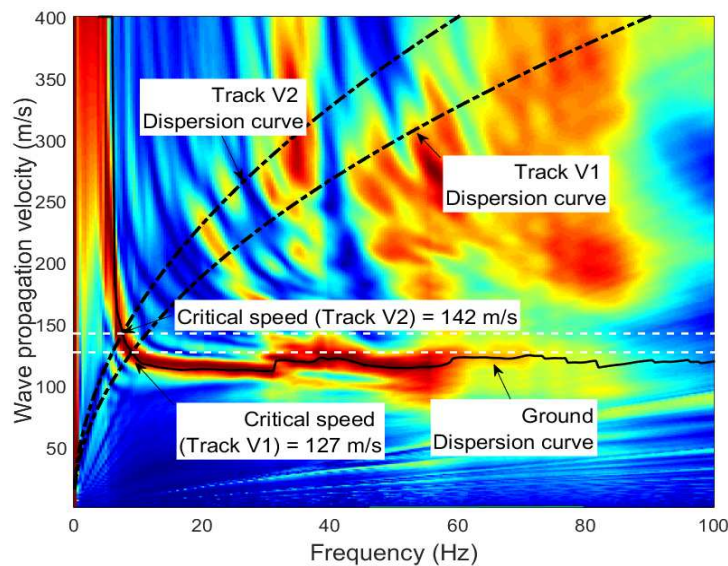 400
350
300
250
200
150
100
50
Wave propagation velocity (m/s)
Track V2
Dispersion curve
Track V1
Dispersion curve
Critical speed (Track V2) = 142 m/s
Critical speed
(Track V1) = 127 m/s
Ground
Dispersion curve
0 20 40 60 80 100
Frequency (Hz)